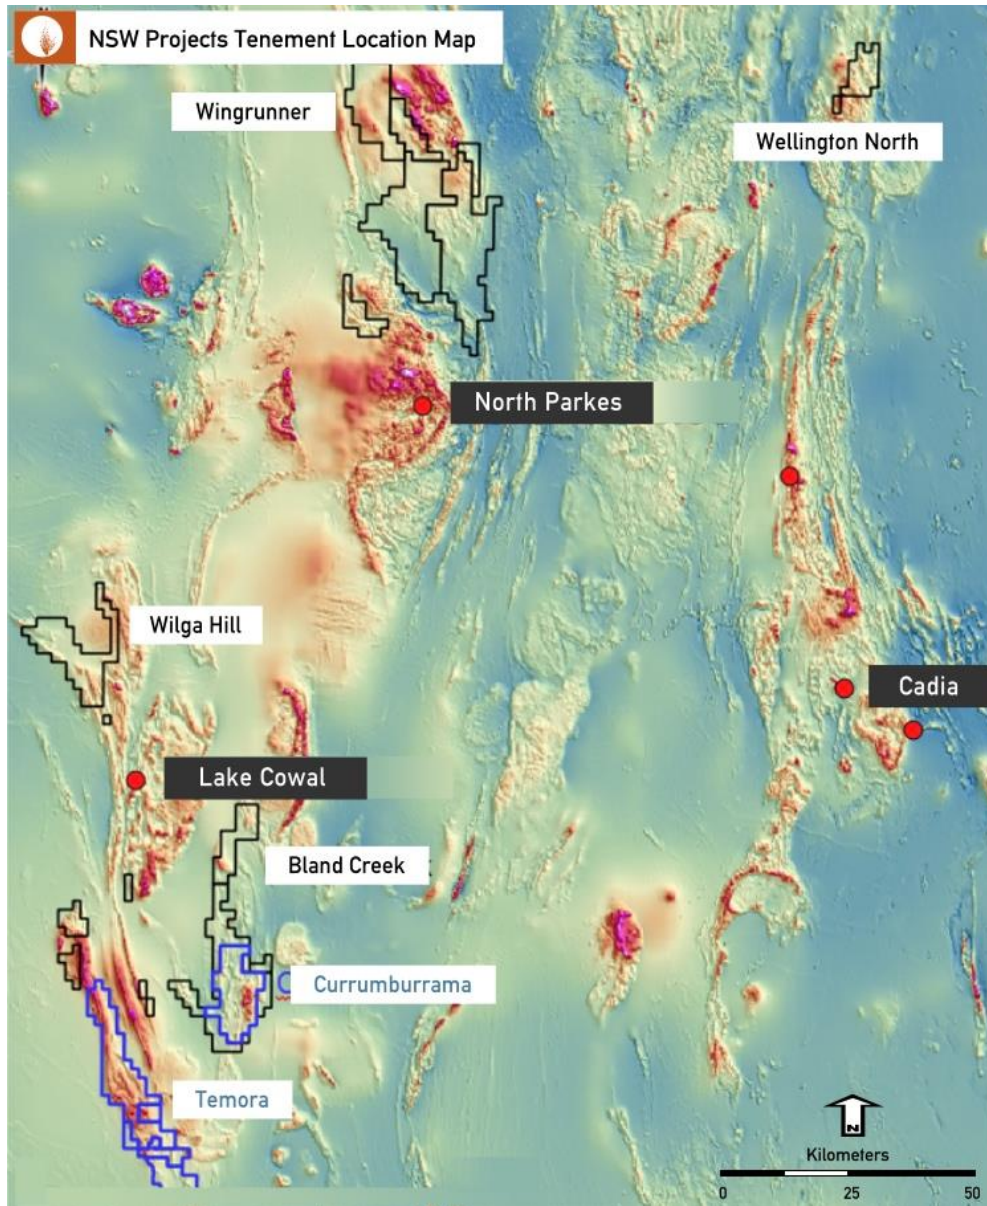 NSW Projects Tenement Location Map
Wingrunner
Wellington North
North Parkes
Wilga Hill
Cadia
Lake Cowal
Bland Creek
Currumburrama
Temora
N
Kilometers
0 25 50